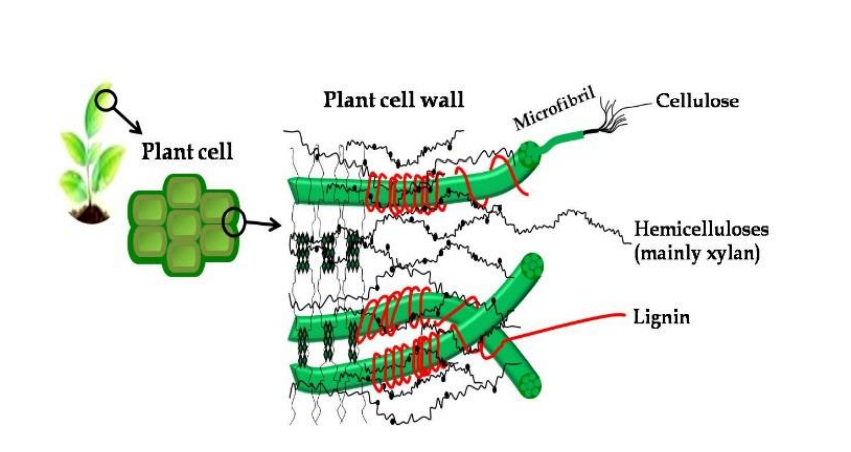 Plant cell wall
Microfibril
Cellulose
Plant cell
Hemicelluloses
(mainly xylan)
Lignin